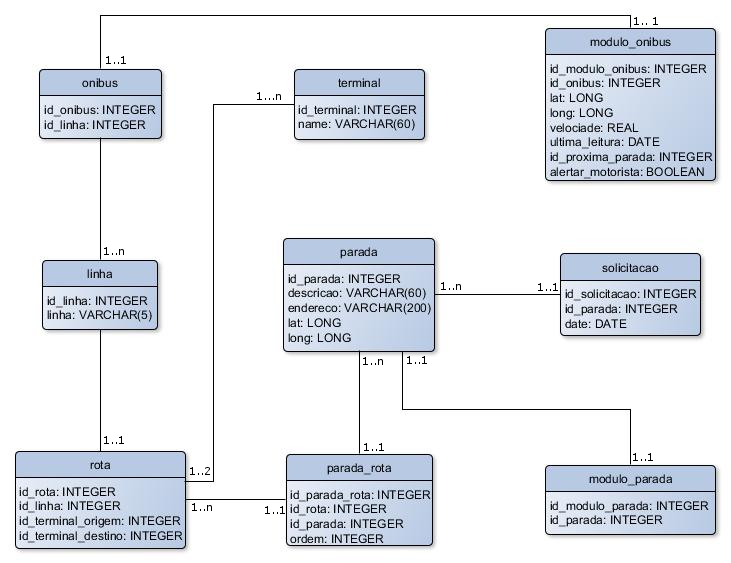 1..1
1.. 1
onibus
id_onibus: INTEGER
id_linha: INTEGER
terminal
id_terminal: INTEGER
name: VARCHAR(60)
1...n
modulo_onibus
id_modulo_onibus: INTEGER
id_onibus: INTEGER
lat: LONG
long: LONG
velociade: REAL
ultima_leitura: DATE
id_proxima_parada: INTEGER
alertar_motorista: BOOLEAN
1..n
linha
id_linha: INTEGER
linha: VARCHAR(5)
1..1
parada
id_parada: INTEGER
descricao: VARCHAR(60)
endereco: VARCHAR(200)
lat: LONG
long: LONG
1..n
1..1
solicitacao
id_solicitacao: INTEGER
id_parada: INTEGER
date: DATE
1..n
1..1
rota
id_rota: INTEGER
id_linha: INTEGER
id_terminal_origem: INTEGER
id_terminal_destino: INTEGER
1..2
1..n
1..1
1..1
parada_rota
id_parada_rota: INTEGER
id_rota: INTEGER
id_parada: INTEGER
ordem: INTEGER
1..1
modulo_parada
id_modulo_parada: INTEGER
id_parada: INTEGER